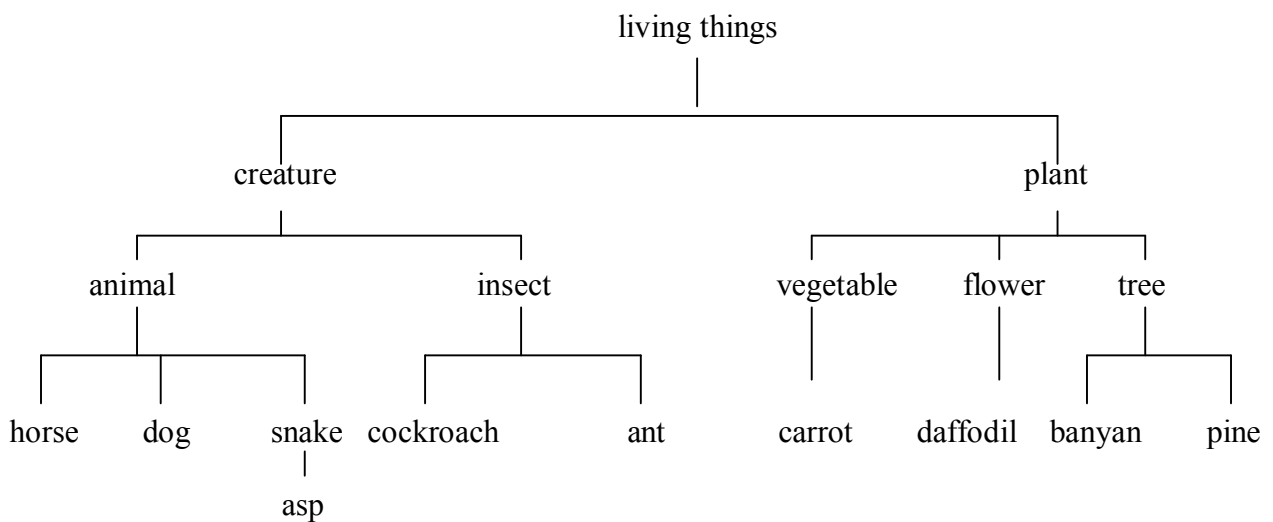 living things
creature plant
animal insect vegetable flower tree
horse dog snake cockroach ant carrot daffodil banyan pine
asp